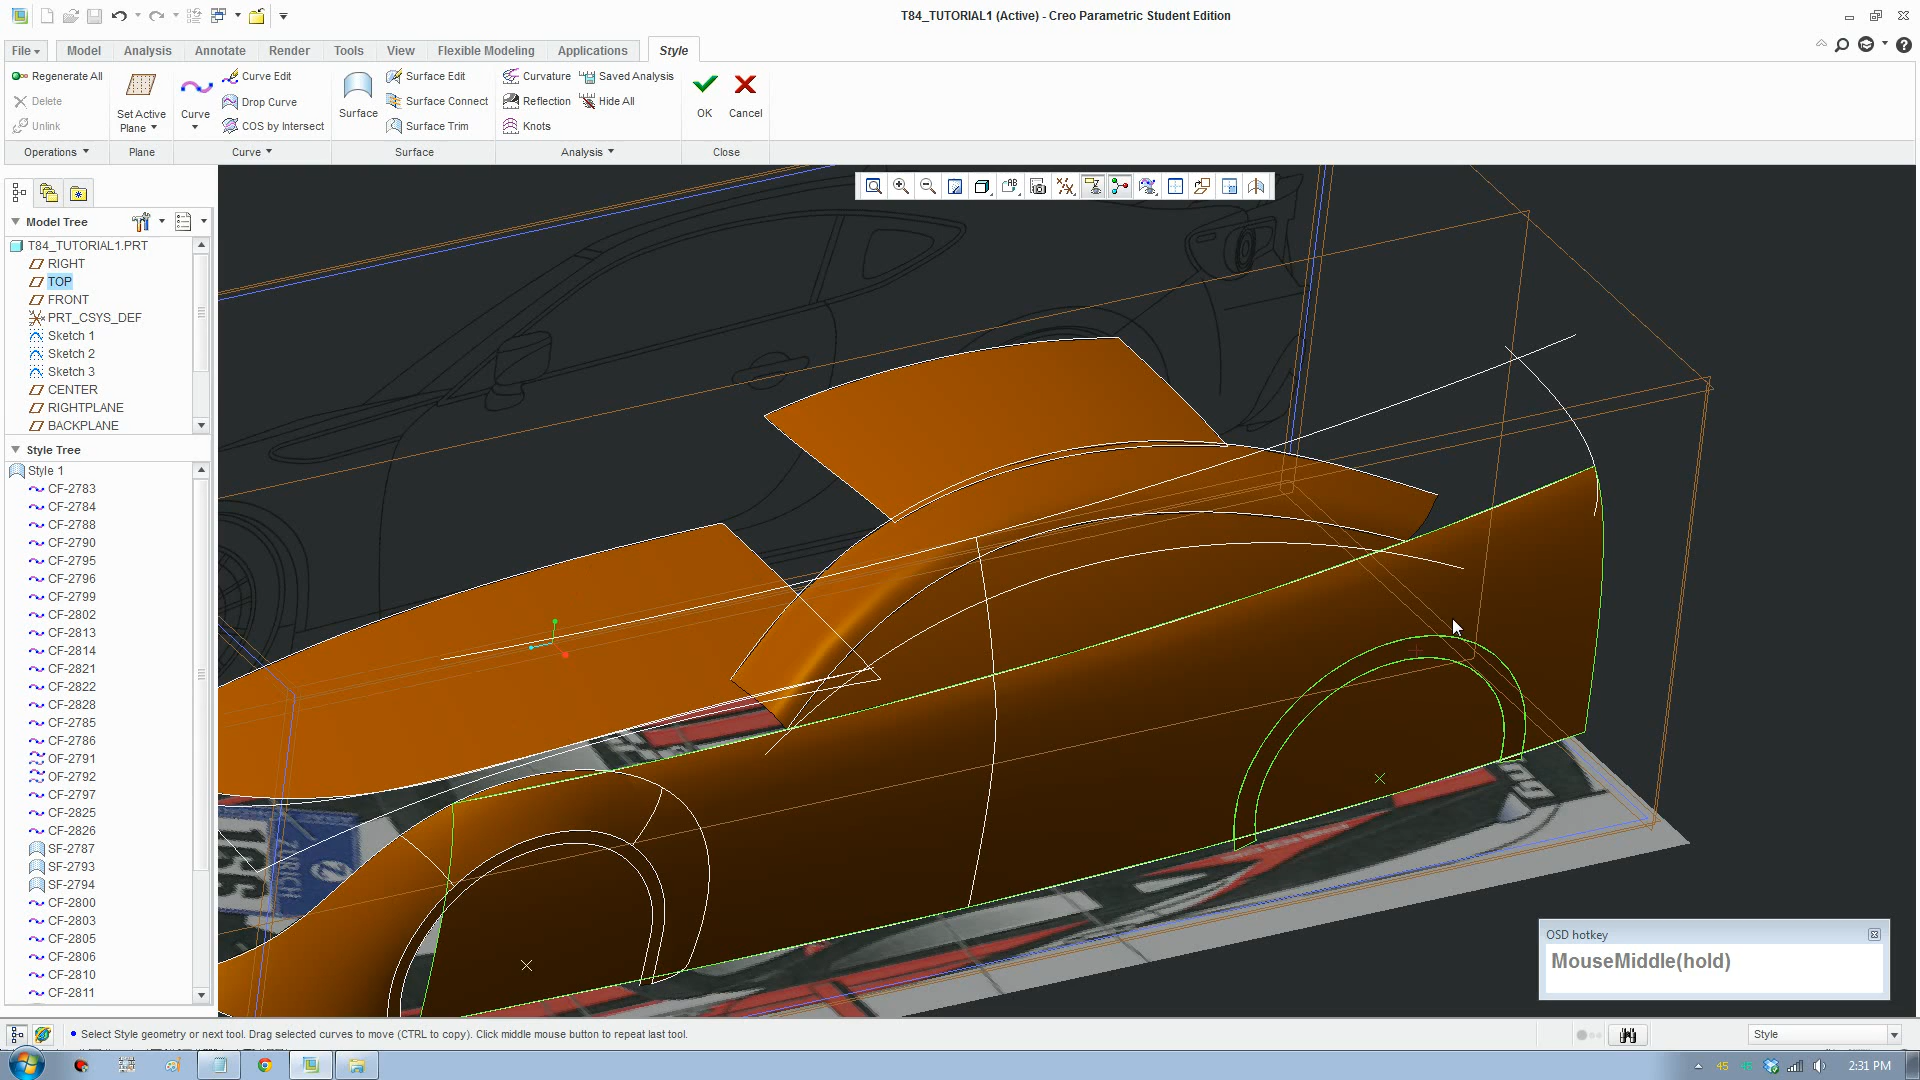 T84_TUTORIAL1 (Active) - Creo Parametric Student Edition
File
Model
Analysis
Annotate
Render
Tools
View
Flexible Modeling
Applications
Style
Regenerate All
Delete
Unlink
Set Active
Plane
Curve
Curve Edit
Drop Curve
COS by Intersect
Surface
Surface Edit
Surface Connect
Surface Trim
Curvature
Reflection
Knots
Saved Analysis
Hide All
OK
Cancel
Operations
Plane
Curve
Surface
Analysis
Close
Model Tree
T84_TUTORIAL1.PRT
RIGHT
TOP
FRONT
PRT_CSYS_DEF
Sketch 1
Sketch 2
Sketch 3
CENTER
RIGHTPLANE
BACKPLANE
Style Tree
Style 1
CF-2783
CF-2784
CF-2788
CF-2790
CF-2795
CF-2796
CF-2799
CF-2802
CF-2813
CF-2814
CF-2821
CF-2822
CF-2828
CF-2785
CF-2786
OF-2791
OF-2792
CF-2797
CF-2825
CF-2826
SF-2787
SF-2793
SF-2794
CF-2800
CF-2803
CF-2805
CF-2806
CF-2810
CF-2811
OSD hotkey
MouseMiddle(hold)
Select Style geometry or next tool. Drag selected curves to move (CTRL to copy). Click middle mouse button to repeat last tool.
Style
45
2:31 PM